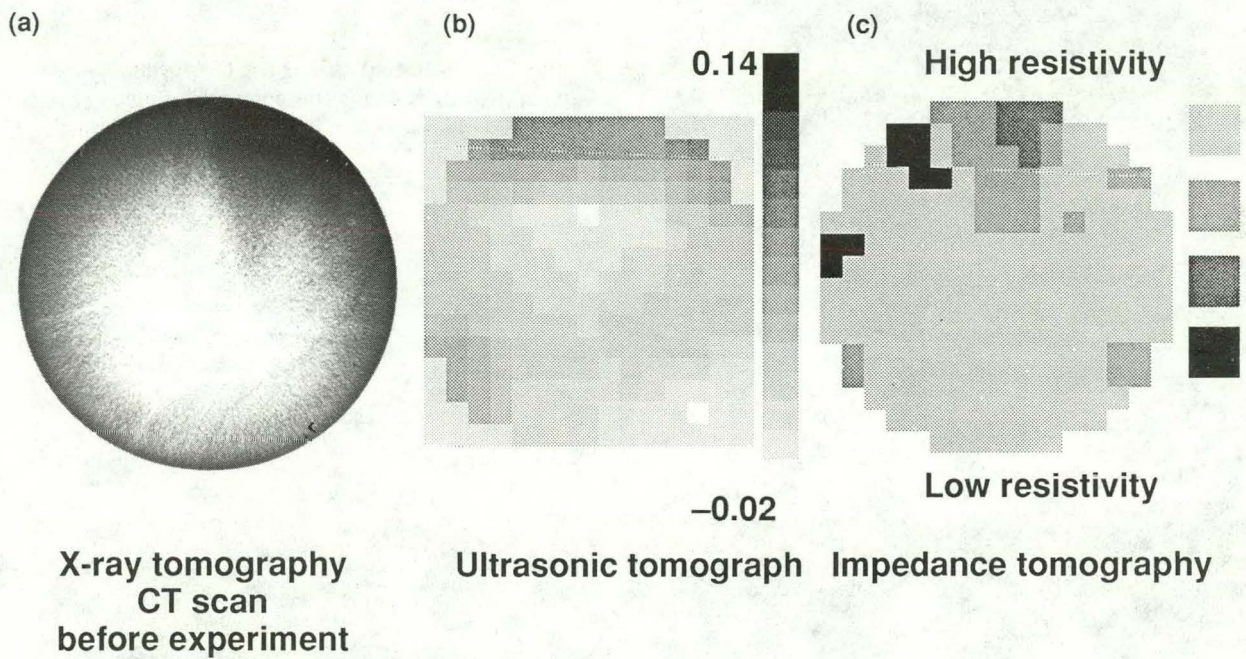 (a)
(b)
(c)
0.14
High resistivity
Low resistivity
–0.02
X-ray tomography
CT scan
before experiment
Ultrasonic tomograph
Impedance tomography